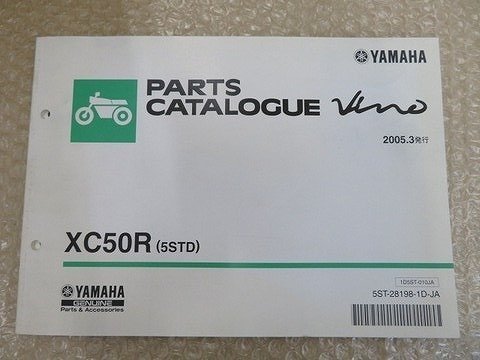 YAMAHA
PARTS
CATALOGUE Vino
2005.3発行
XC50R (5STD)
YAMAHA
GENUINE
Parts & Accessories
1D5ST-010JA
5ST-28198-1D-JA